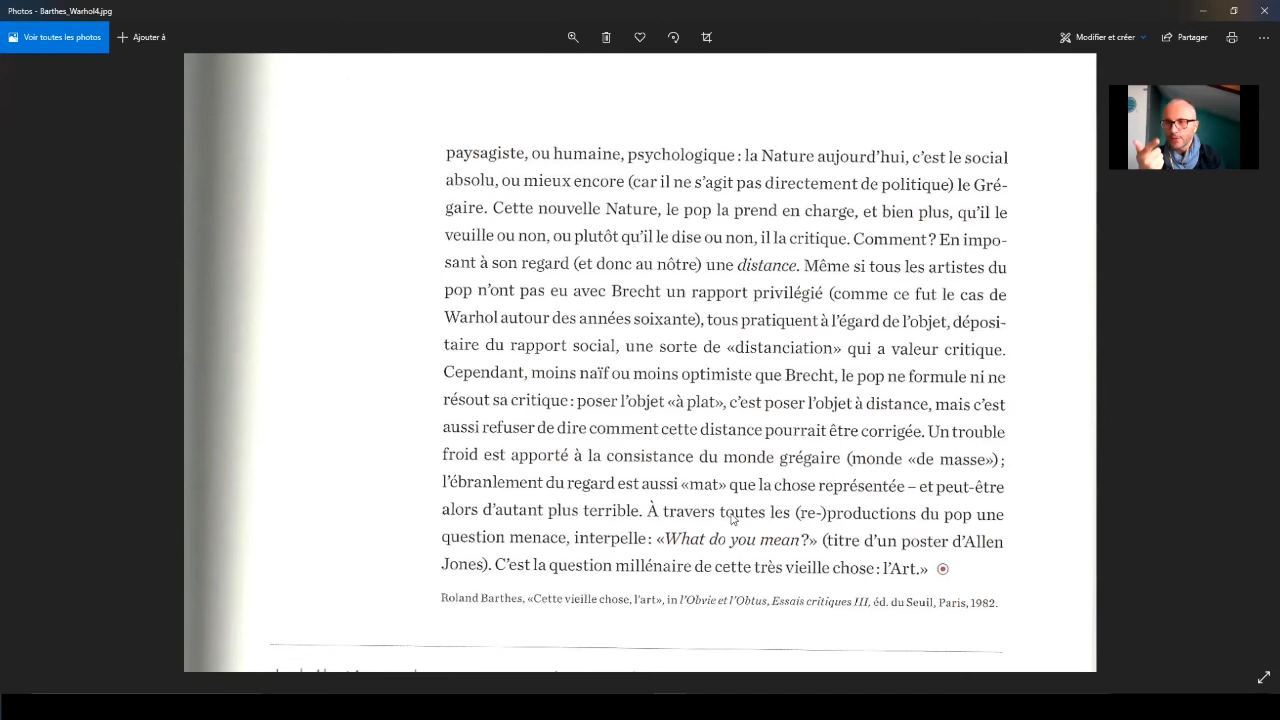 Photos - Barthes_Warhol4.jpg
Voir toutes les photos
Ajouter à
Modifier et créer
Partager
paysagiste, ou humaine, psychologique : la Nature aujourd’hui, c’est le social
absolu, ou mieux encore (car il ne s’agit pas directement de politique) le Gré-
gaire. Cette nouvelle Nature, le pop la prend en charge, et bien plus, qu’il le
veuille ou non, ou plutôt qu’il le dise ou non, il la critique. Comment ? En impo-
sant à son regard (et donc au nôtre) une distance. Même si tous les artistes du
pop n’ont pas eu avec Brecht un rapport privilégié (comme ce fut le cas de
Warhol autour des années soixante), tous pratiquent à l’égard de l’objet, déposi-
taire du rapport social, une sorte de «distanciation» qui a valeur critique.
Cependant, moins naïf ou moins optimiste que Brecht, le pop ne formule ni ne
résout sa critique : poser l’objet «à plat», c’est poser l’objet à distance, mais c’est
aussi refuser de dire comment cette distance pourrait être corrigée. Un trouble
froid est apporté à la consistance du monde grégaire (monde «de masse») ;
l’ébranlement du regard est aussi «mat» que la chose représentée – et peut-être
alors d’autant plus terrible. À travers toutes les (re-)productions du pop une
question menace, interpelle : «What do you mean ?» (titre d’un poster d’Allen
Jones). C’est la question millénaire de cette très vieille chose : l’Art.»
Roland Barthes, «Cette vieille chose, l’art», in l’Obvie et l’Obtus, Essais critiques III, éd. du Seuil, Paris, 1982.